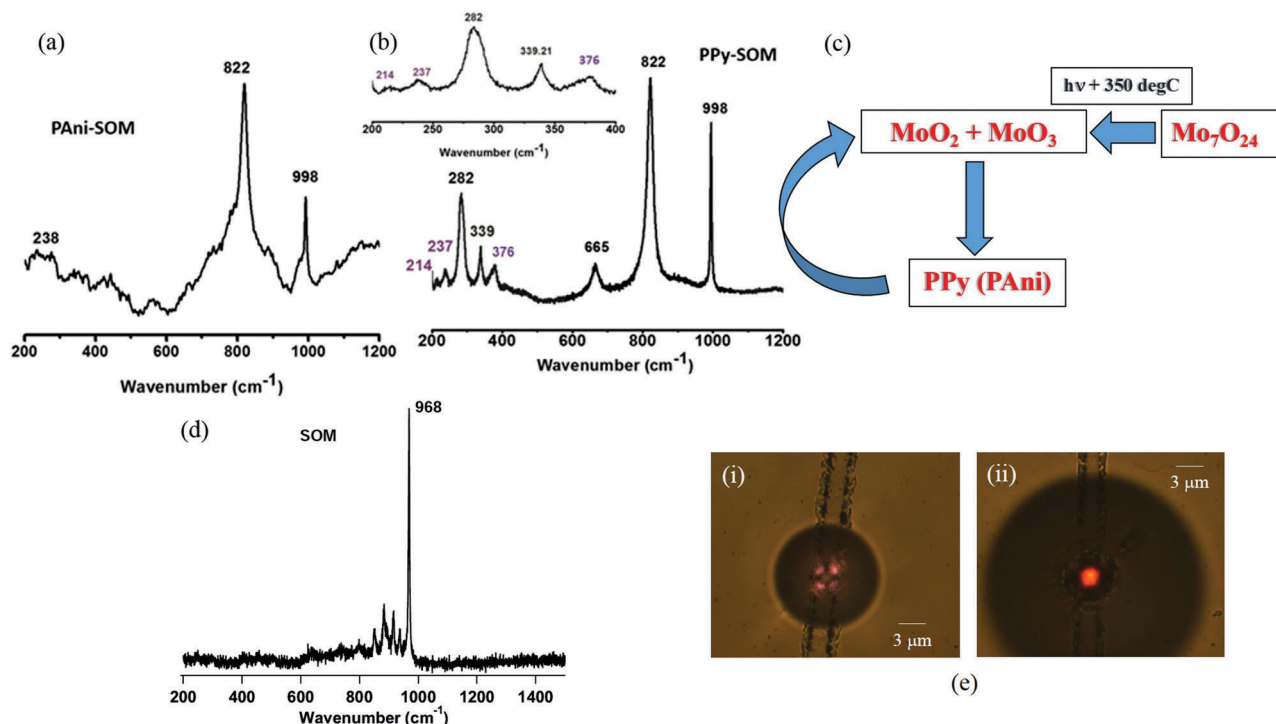 (a)
PAni-SOM
822
998
238
200 400 600 800 1000 1200
Wavenumber (cm⁻¹)
(b)
PPy-SOM
282
339.21
376
237
214
200 250 300 350 400
Wavenumber (cm⁻¹)
822
998
282
237
339
376
214
665
200 400 600 800 1000 1200
Wavenumber (cm⁻¹)
(c)
hν + 350 degC
MoO₂ + MoO₃
Mo₇O₂₄
PPy (PAni)
(d)
SOM
968
200 400 600 800 1000 1200 1400
Wavenumber (cm⁻¹)
(i)
3 μm
(ii)
3 μm
(e)